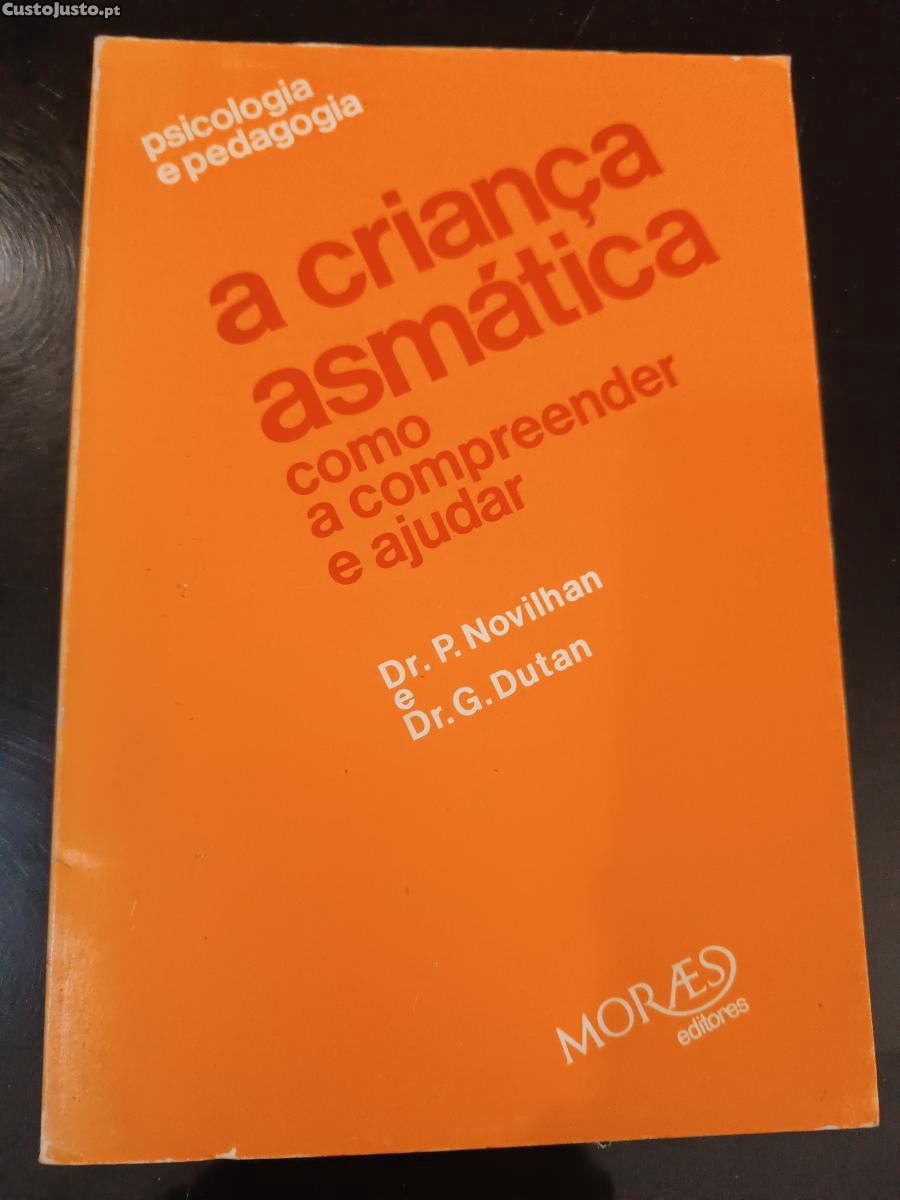 CustoJusto.pt
psicologia
e pedagogia
a criança
asmática
como
a compreender
e ajudar
Dr. P. Novilhan
e
Dr. G. Dutan
MORÆS
editores